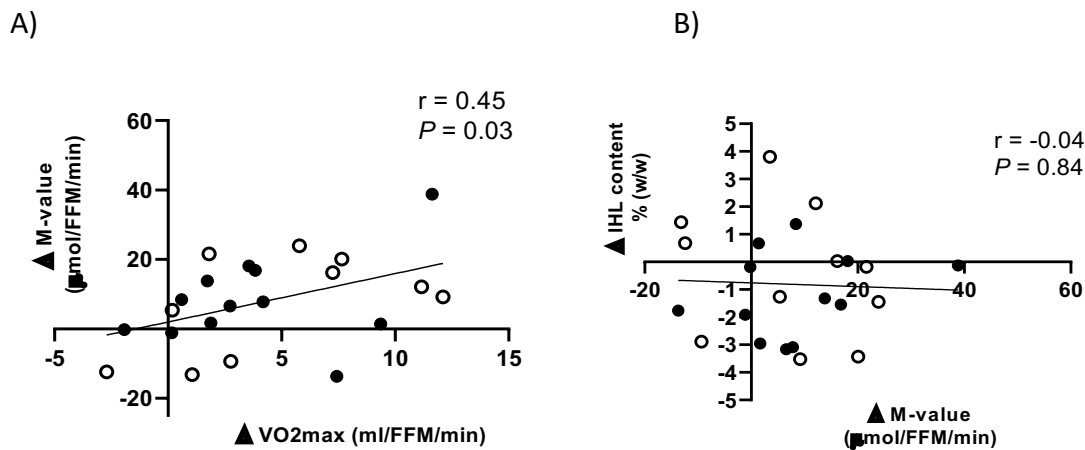 A)
B)
r = 0.45
P = 0.03
60
40
20
-20
-5
0
5
10
15
▲ M-value
(µmol/FFM/min)
▲ VO2max (ml/FFM/min)
r = -0.04
P = 0.84
5
4
3
2
1
-1
-2
-3
-4
-5
-20
0
20
40
60
▲ IHL content
% (w/w)
▲ M-value
(µmol/FFM/min)